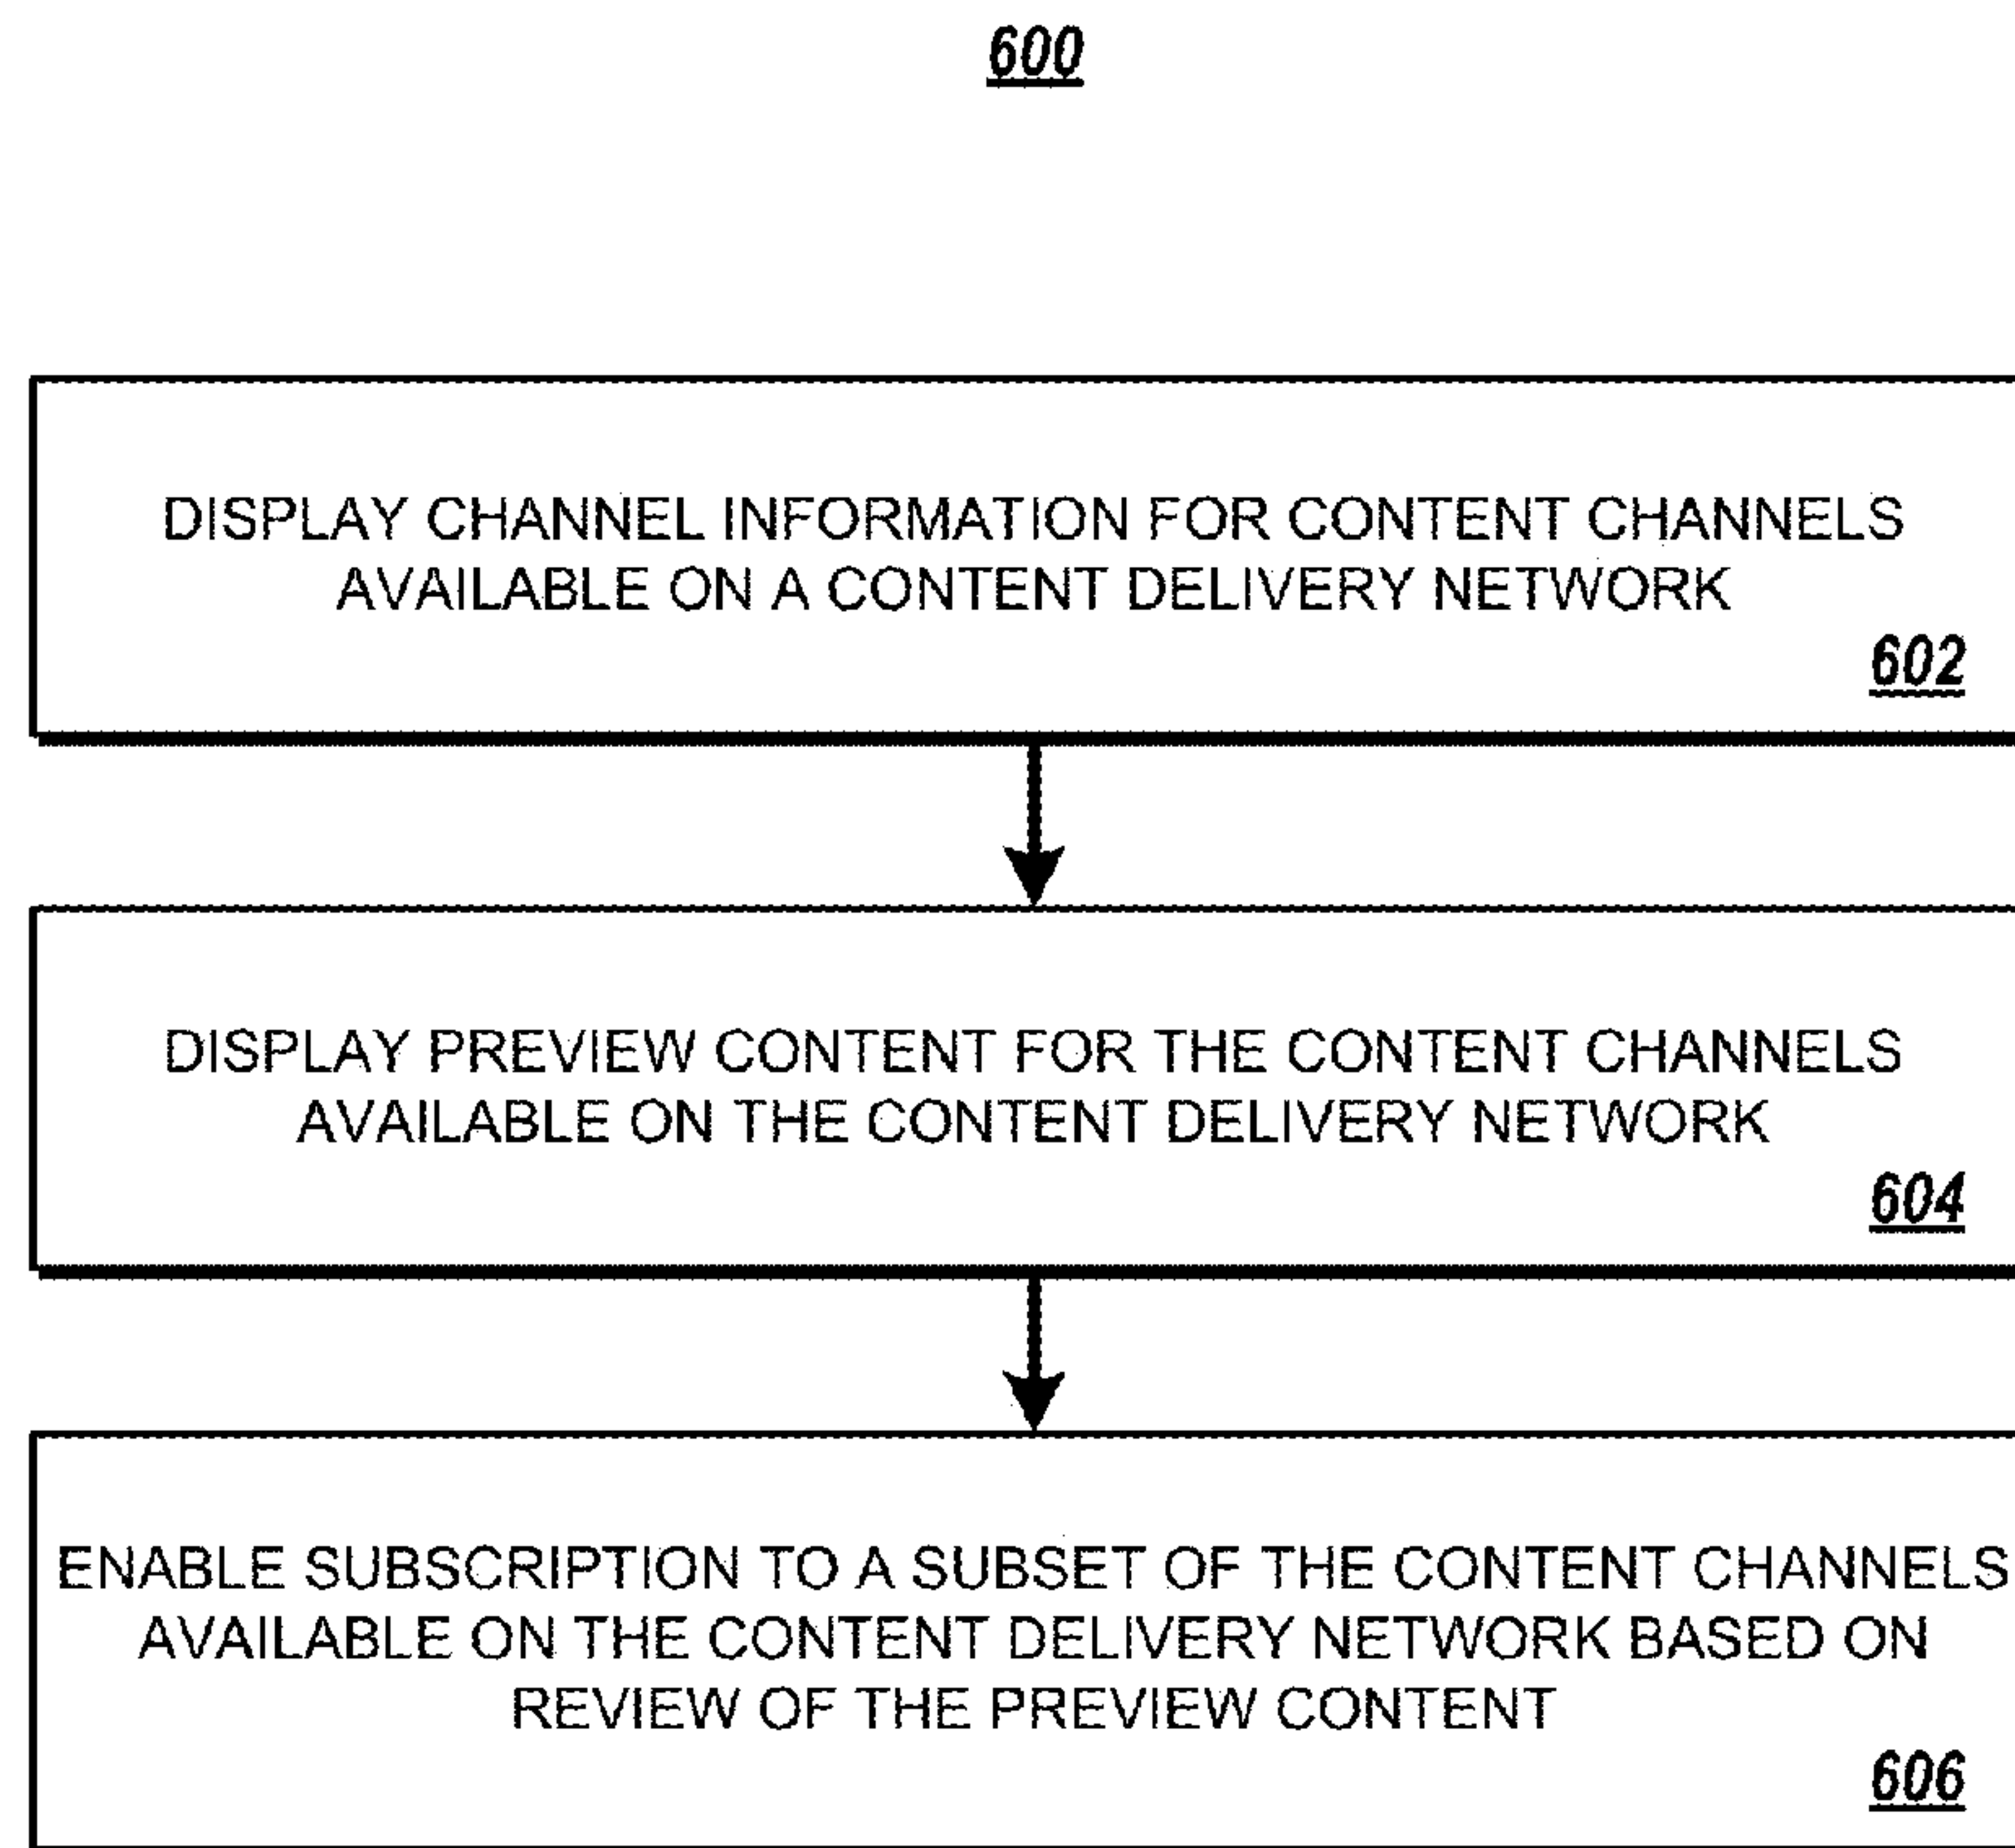 600
DISPLAY CHANNEL INFORMATION FOR CONTENT CHANNELS
AVAILABLE ON A CONTENT DELIVERY NETWORK
602
DISPLAY PREVIEW CONTENT FOR THE CONTENT CHANNELS
AVAILABLE ON THE CONTENT DELIVERY NETWORK
604
ENABLE SUBSCRIPTION TO A SUBSET OF THE CONTENT CHANNELS
AVAILABLE ON THE CONTENT DELIVERY NETWORK BASED ON
REVIEW OF THE PREVIEW CONTENT
606